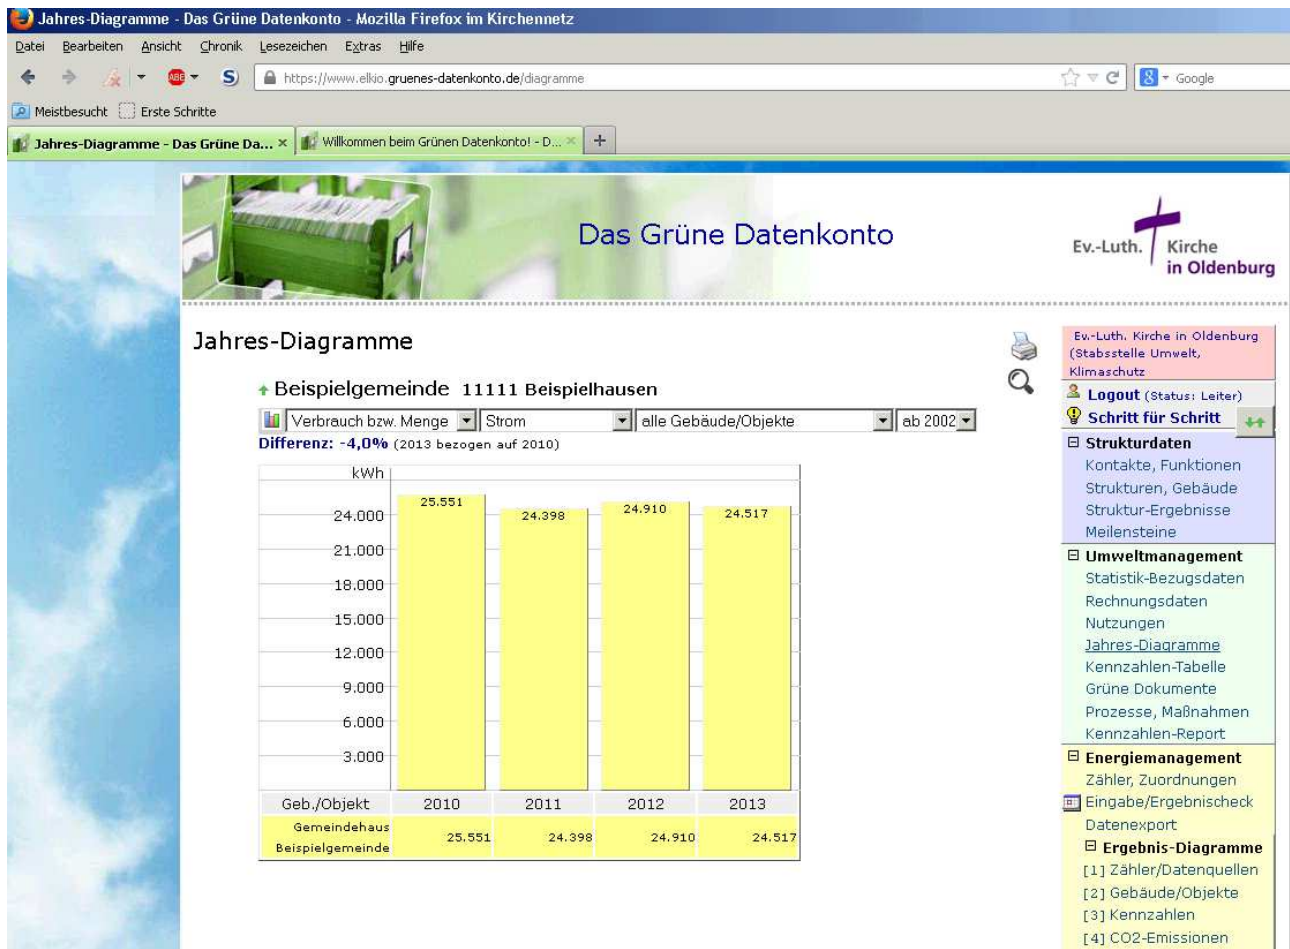 Jahres-Diagramme - Das Grüne Datenkonto - Mozilla Firefox im Kirchennetz
Datei Bearbeiten Ansicht Chronik Lesezeichen Extras Hilfe
ABP S https://www.elkio.gruenes-datenkonto.de/diagramme 8 Google
Meistbesucht Erste Schritte
Jahres-Diagramme - Das Grüne Da... × Willkommen beim Grünen Datenkonto! - D... × +
Das Grüne Datenkonto
Ev.-Luth. Kirche
in Oldenburg
Jahres-Diagramme
Beispielgemeinde 11111 Beispielhausen
Verbrauch bzw. Menge Strom alle Gebäude/Objekte ab 2002
Differenz: -4,0% (2013 bezogen auf 2010)
kWh
25.551 24.398 24.910 24.517
24.000
21.000
18.000
15.000
12.000
9.000
6.000
3.000
Geb./Objekt 2010 2011 2012 2013
Gemeindehaus
Beispielgemeinde 25.551 24.398 24.910 24.517
Ev.-Luth. Kirche in Oldenburg
(Stabsstelle Umwelt,
Klimaschutz
Logout (Status: Leiter)
Schritt für Schritt
Strukturdaten
Kontakte, Funktionen
Strukturen, Gebäude
Struktur-Ergebnisse
Meilensteine
Umweltmanagement
Statistik-Bezugsdaten
Rechnungsdaten
Nutzungen
Jahres-Diagramme
Kennzahlen-Tabelle
Grüne Dokumente
Prozesse, Maßnahmen
Kennzahlen-Report
Energiemanagement
Zähler, Zuordnungen
Eingabe/Ergebnischeck
Datenexport
Ergebnis-Diagramme
[1] Zähler/Datenquellen
[2] Gebäude/Objekte
[3] Kennzahlen
[4] CO2-Emissionen